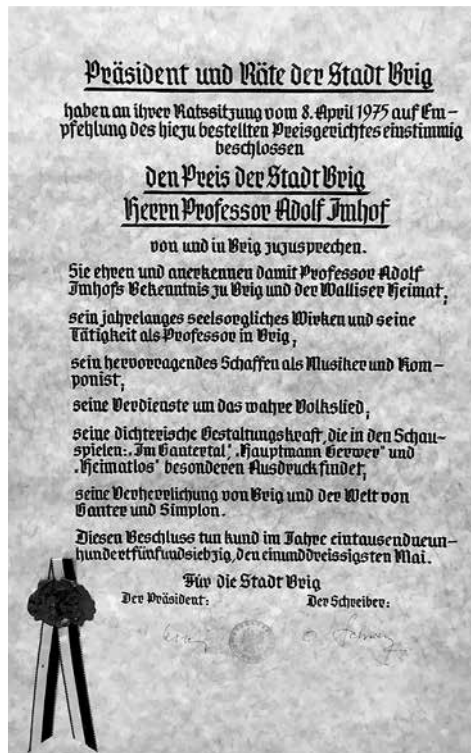 Präsident und Räte der Stadt Brig
haben an ihrer Ratssitzung vom 8. April 1975 auf Em-
pfehlung des hiezu bestellten Preisgerichtes einstimmig
beschlossen
den Preis der Stadt Brig
Herrn Professor Adolf Imhof
von und in Brig zuzusprechen.
Sie ehren und anerkennen damit Professor Adolf
Imhofs Bekenntnis zu Brig und der Walliser Heimat,
sein jahrelanges seelsorgliches Wirken und seine
Tätigkeit als Professor in Brig,
sein hervorragendes Schaffen als Musiker und Kom-
ponist,
seine Verdienste um das wahre Volkslied,
seine dichterische Gestaltungskraft, die in den Schau-
spielen: „Im Gantertal," „Hauptmann Gerwer" und
„Heimatlos" besonderen Ausdruck findet,
seine Verherrlichung von Brig und der Welt von
Ganter und Simplon.
Diesen Beschluss tun kund im Jahre eintausendneun-
hundertfünfundsiebzig, den einunddreissigsten Mai.
Für die Stadt Brig
Der Präsident: Der Schreiber: